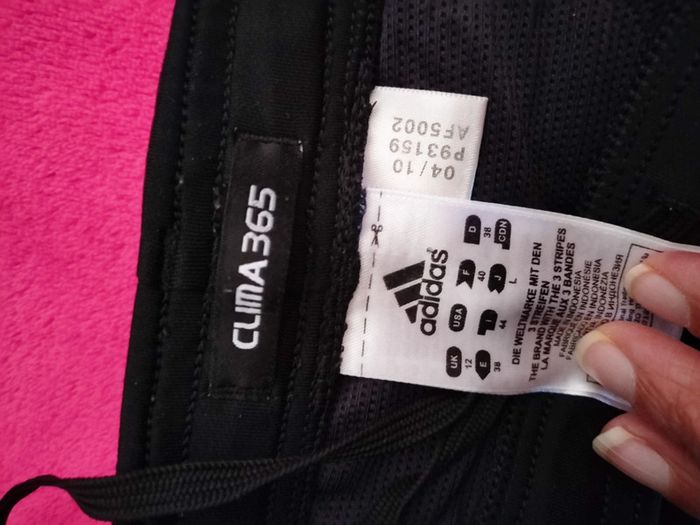 CLIMA365
04/10
P93159
AF5002
adidas®
UK USA F D
12 40 38
E I J CDN
38 44 L
DIE WELTMARKE MIT DEN
3 STREIFEN
THE BRAND WITH THE 3 STRIPES
LA MARQUE AUX 3 BANDES